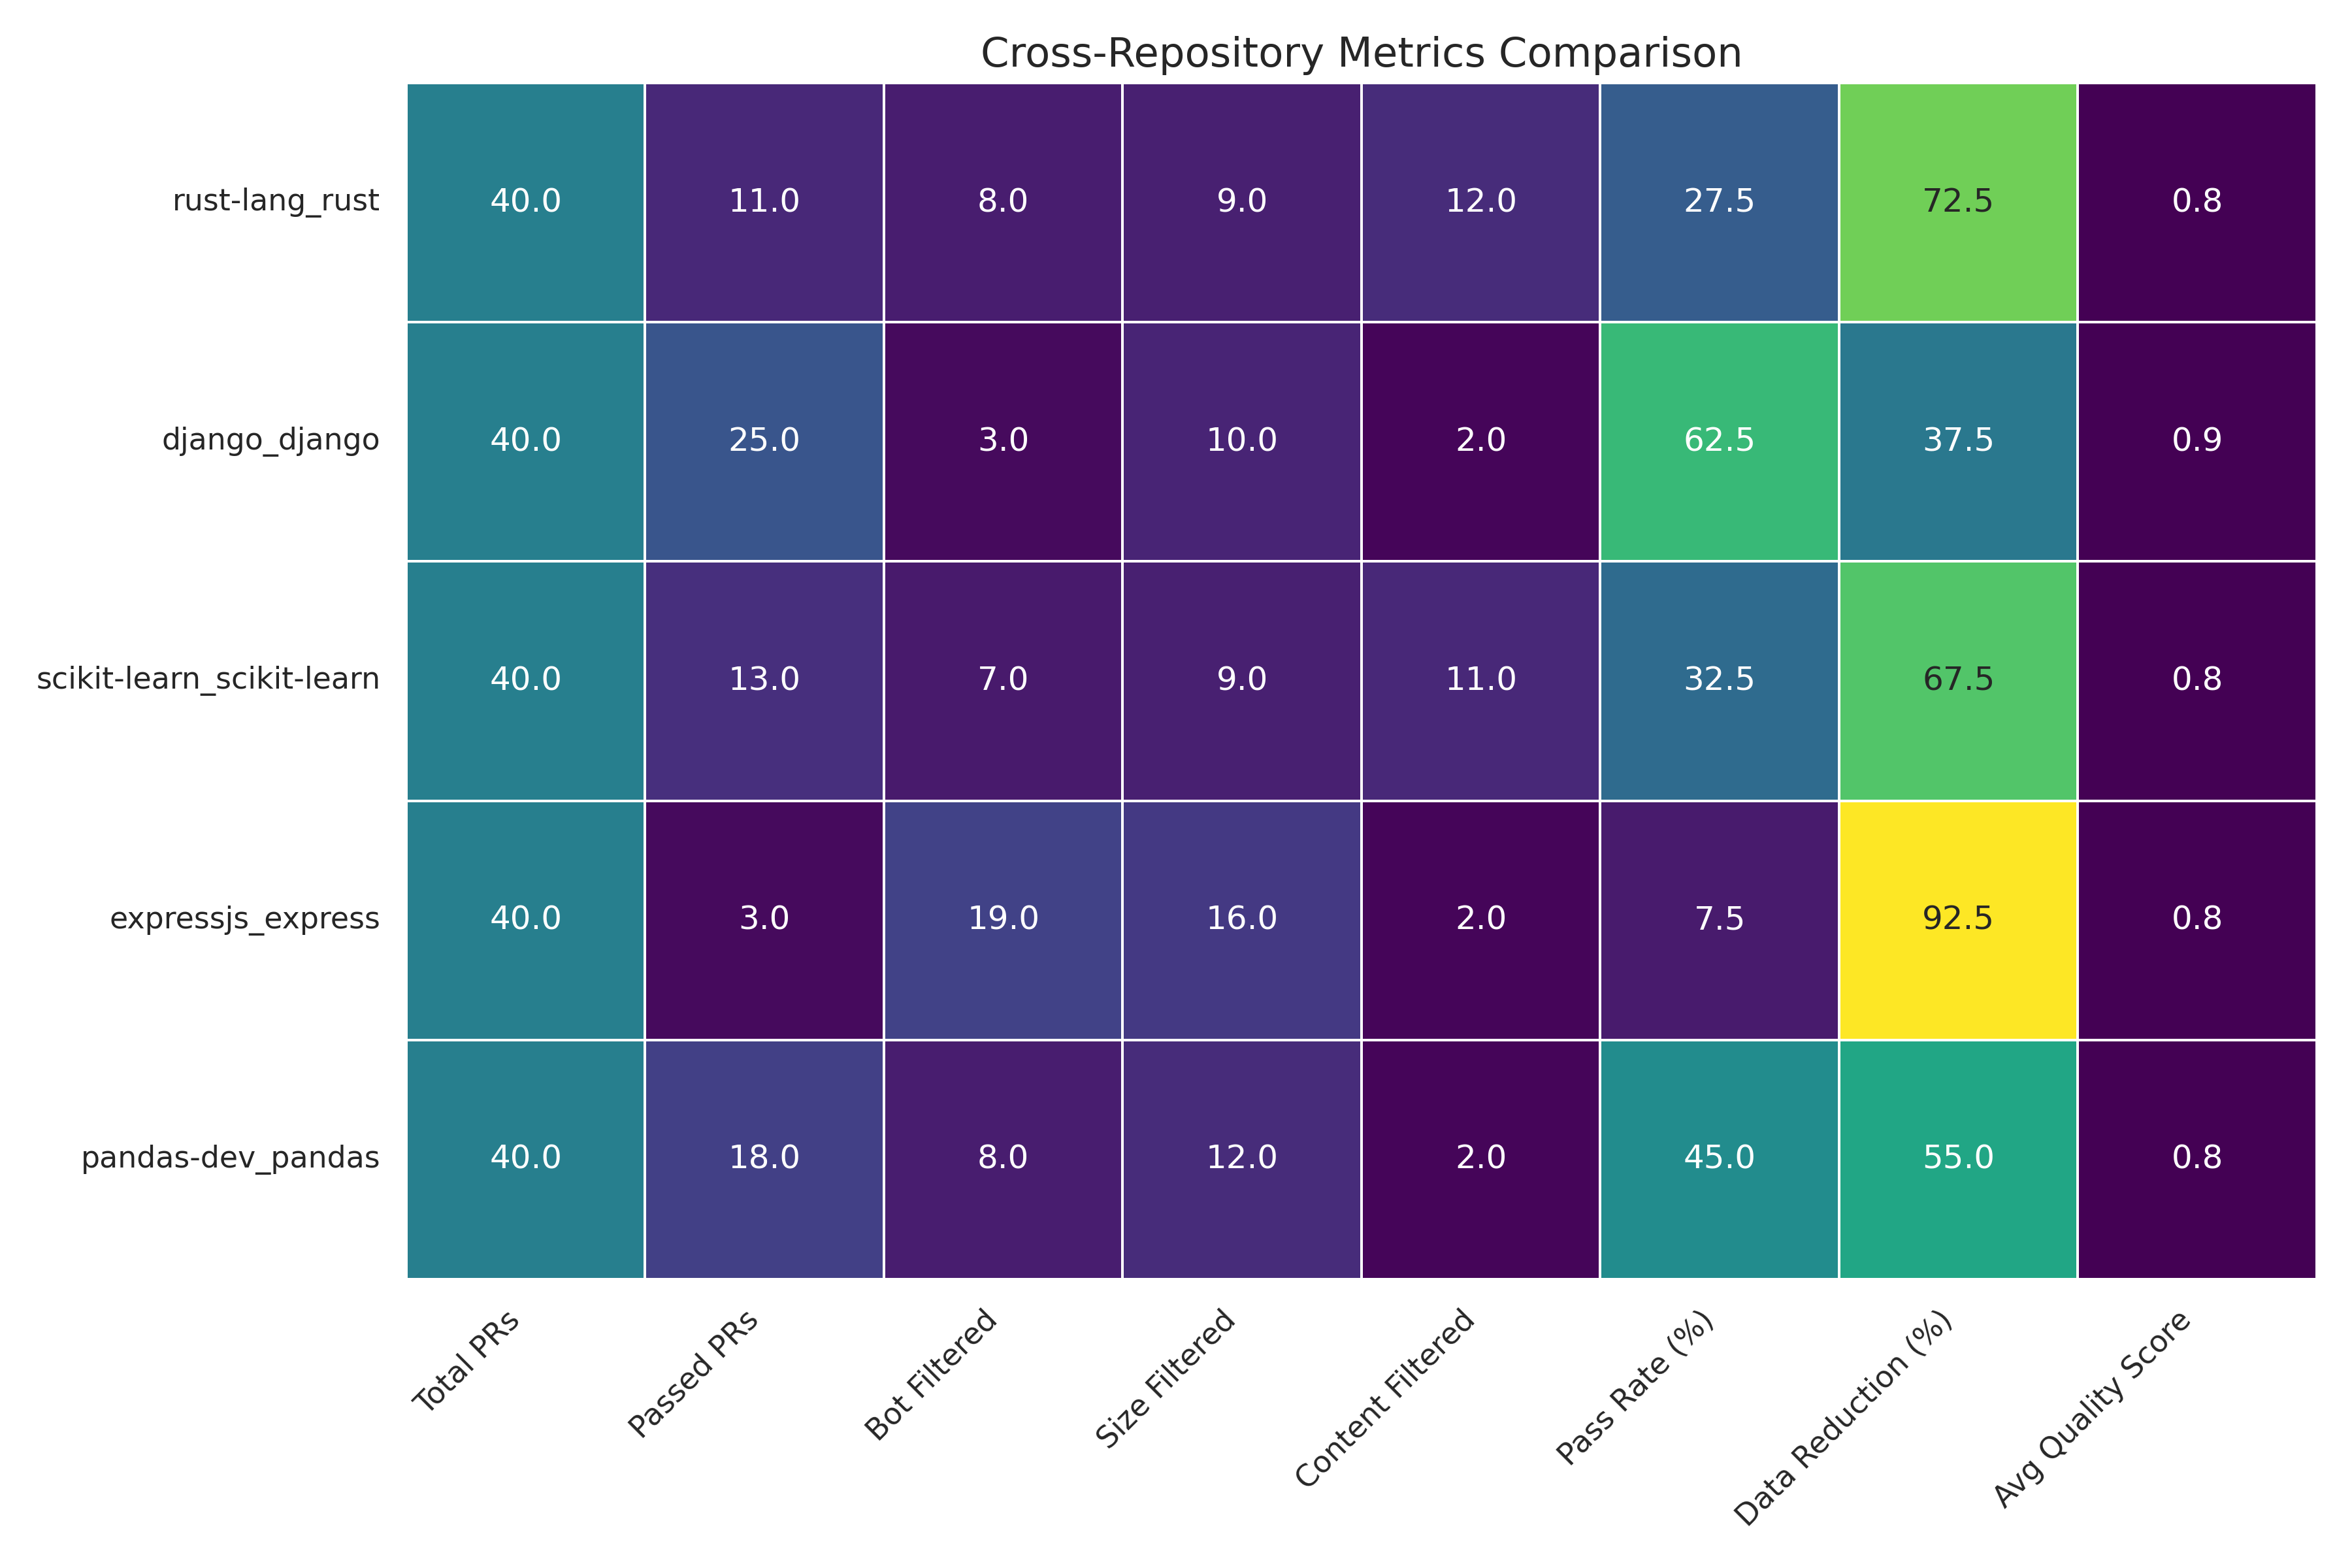 Cross-Repository Metrics Comparison
rust-lang_rust 40.0 11.0 8.0 9.0 12.0 27.5 72.5 0.8
django_django 40.0 25.0 3.0 10.0 2.0 62.5 37.5 0.9
scikit-learn_scikit-learn 40.0 13.0 7.0 9.0 11.0 32.5 67.5 0.8
expressjs_express 40.0 3.0 19.0 16.0 2.0 7.5 92.5 0.8
pandas-dev_pandas 40.0 18.0 8.0 12.0 2.0 45.0 55.0 0.8
Total PRs
Passed PRs
Bot Filtered
Size Filtered
Content Filtered
Pass Rate (%)
Data Reduction (%)
Avg Quality Score